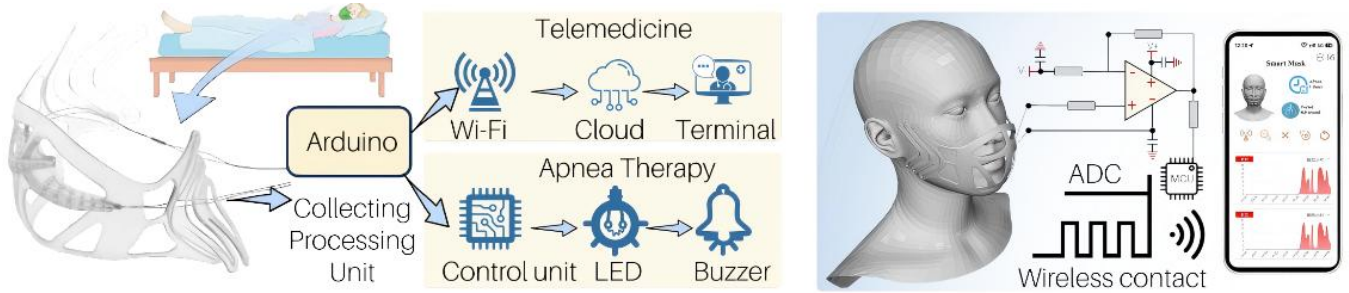 Telemedicine
Wi-Fi
Cloud
Terminal
Arduino
Collecting
Processing
Unit
Apnea Therapy
Control unit
LED
Buzzer
V+
MCU
ADC
Wireless contact
Smart Musk